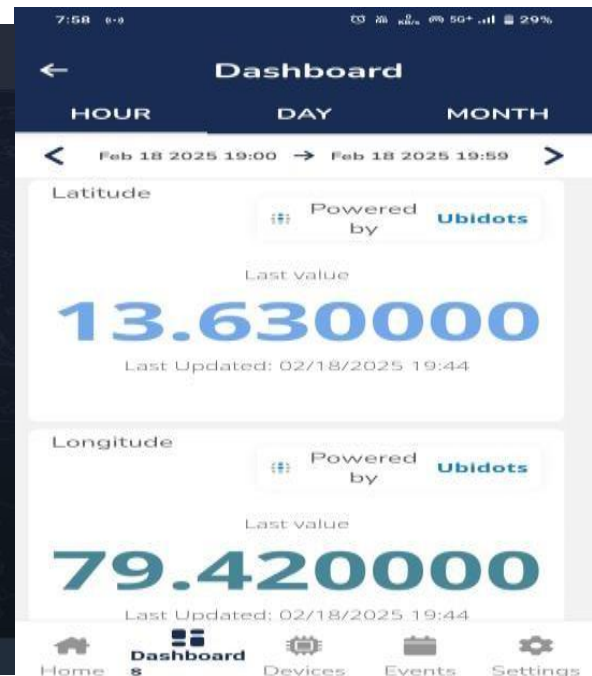 7:58
5G+ 29%
Dashboard
HOUR DAY MONTH
Feb 18 2025 19:00 → Feb 18 2025 19:59
Latitude
Powered
by
Ubidots
Last value
13.630000
Last Updated: 02/18/2025 19:44
Longitude
Powered
by
Ubidots
Last value
79.420000
Last Updated: 02/18/2025 19:44
Home Dashboard
s Devices Events Settings